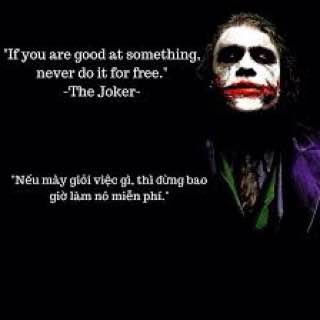 "If you are good at something,
never do it for free."
-The Joker-
"Nếu mày giỏi việc gì, thì đừng bao
giờ làm nó miễn phí."